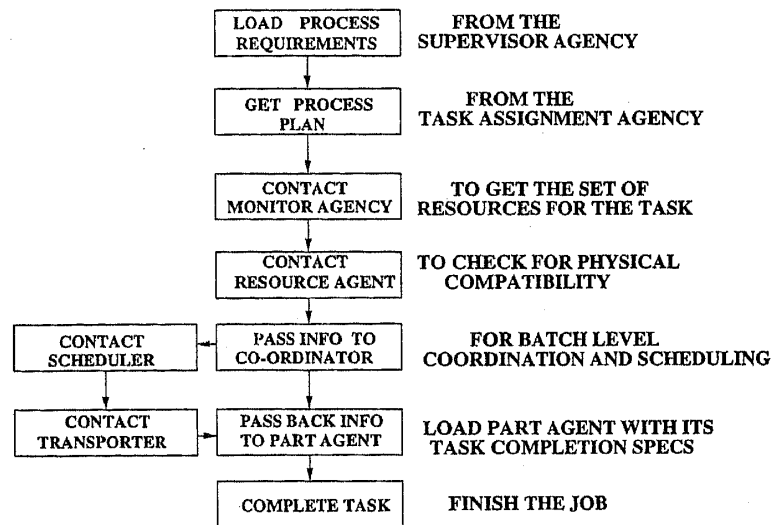 LOAD PROCESS
REQUIREMENTS
FROM THE
SUPERVISOR AGENCY
GET PROCESS
PLAN
FROM THE
TASK ASSIGNMENT AGENCY
CONTACT
MONITOR AGENCY
TO GET THE SET OF
RESOURCES FOR THE TASK
CONTACT
RESOURCE AGENT
TO CHECK FOR PHYSICAL
COMPATIBILITY
CONTACT
SCHEDULER
PASS INFO TO
CO-ORDINATOR
FOR BATCH LEVEL
COORDINATION AND SCHEDULING
CONTACT
TRANSPORTER
PASS BACK INFO
TO PART AGENT
LOAD PART AGENT WITH ITS
TASK COMPLETION SPECS
COMPLETE TASK
FINISH THE JOB